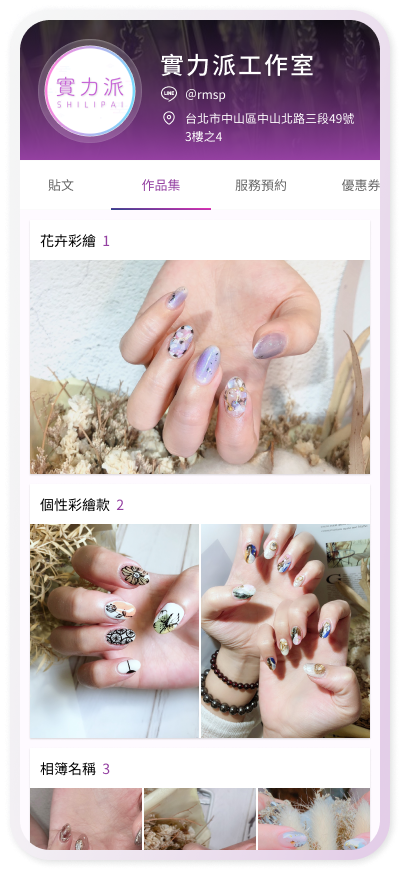 實力派
SHILIPAI
實力派工作室
LINE
@rmsp
台北市中山區中山北路三段49號
3樓之4
貼文
作品集
服務預約
優惠券
花卉彩繪 1
個性彩繪款 2
相簿名稱 3